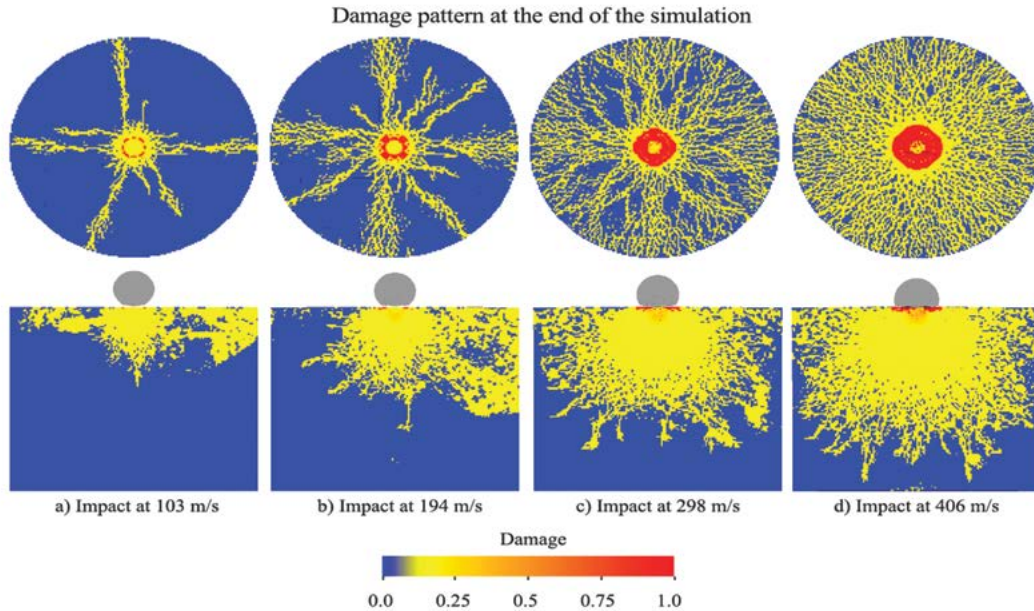 Damage pattern at the end of the simulation
a) Impact at 103 m/s
b) Impact at 194 m/s
c) Impact at 298 m/s
d) Impact at 406 m/s
Damage
0.0
0.25
0.5
0.75
1.0